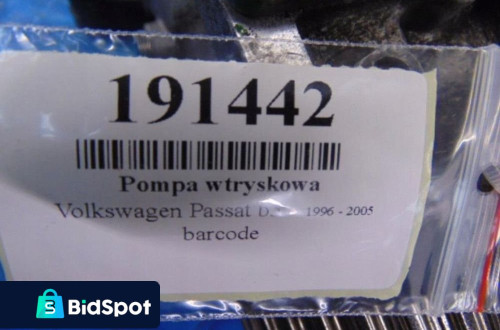 191442
Pompa wtryskowa
Volkswagen Passat 1996 - 2005
barcode
BidSpot